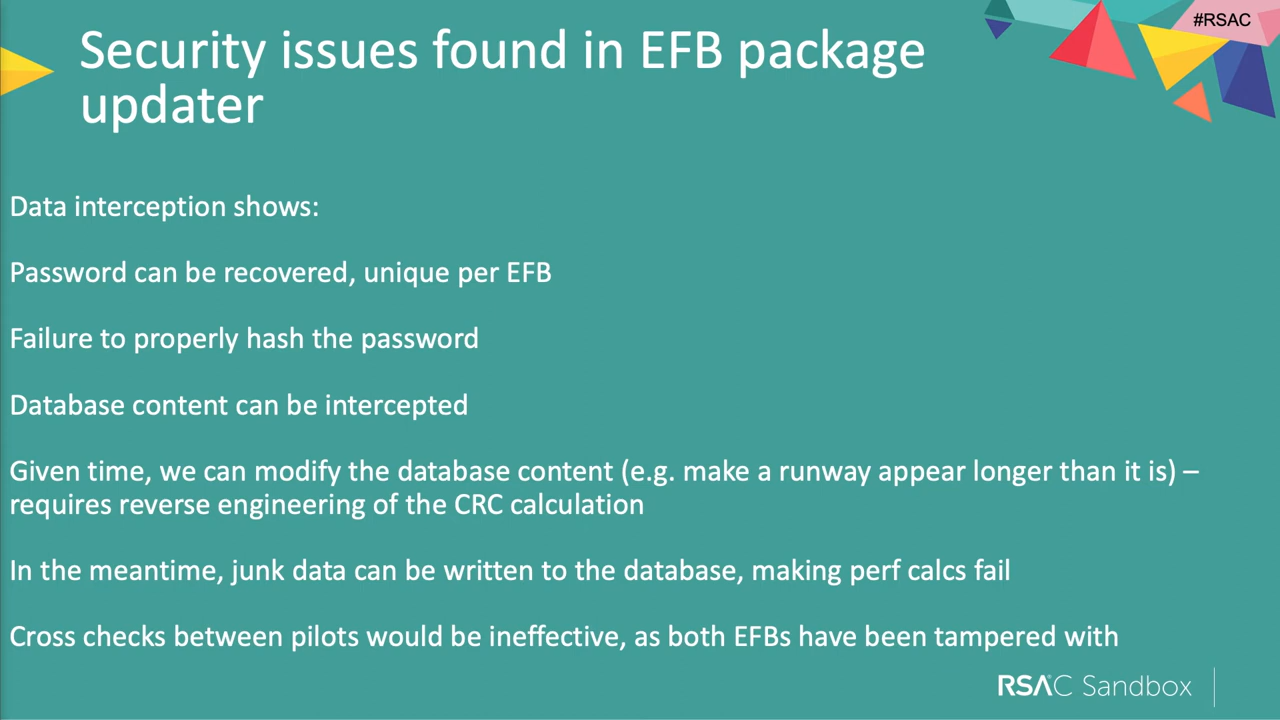 #RSAC
Security issues found in EFB package
updater
Data interception shows:
Password can be recovered, unique per EFB
Failure to properly hash the password
Database content can be intercepted
Given time, we can modify the database content (e.g. make a runway appear longer than it is) –
requires reverse engineering of the CRC calculation
In the meantime, junk data can be written to the database, making perf calcs fail
Cross checks between pilots would be ineffective, as both EFBs have been tampered with
RSAC Sandbox